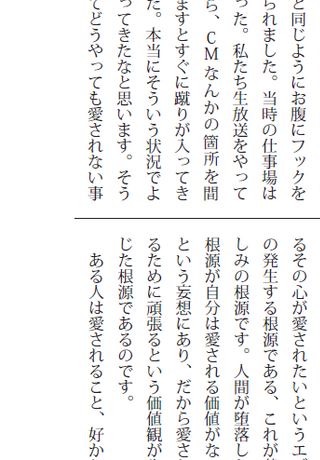 と同じようにお腹にフックを
られました。当時の仕事場は
った。私たち生放送をやって
ら、CMなんかの箇所を間
ますとすぐに蹴りが入ってき
た。本当にそういう状況でよ
ってきたなと思います。そう
てどうやっても愛されない事
るその心が愛されたいというエ
の発生する根源である、これが
しみの根源です。人間が堕落し
根源が自分は愛される価値がな
という妄想にあり、だから愛さ
るために頑張るという価値観が
じた根源であるのです。
ある人は愛されること、好か